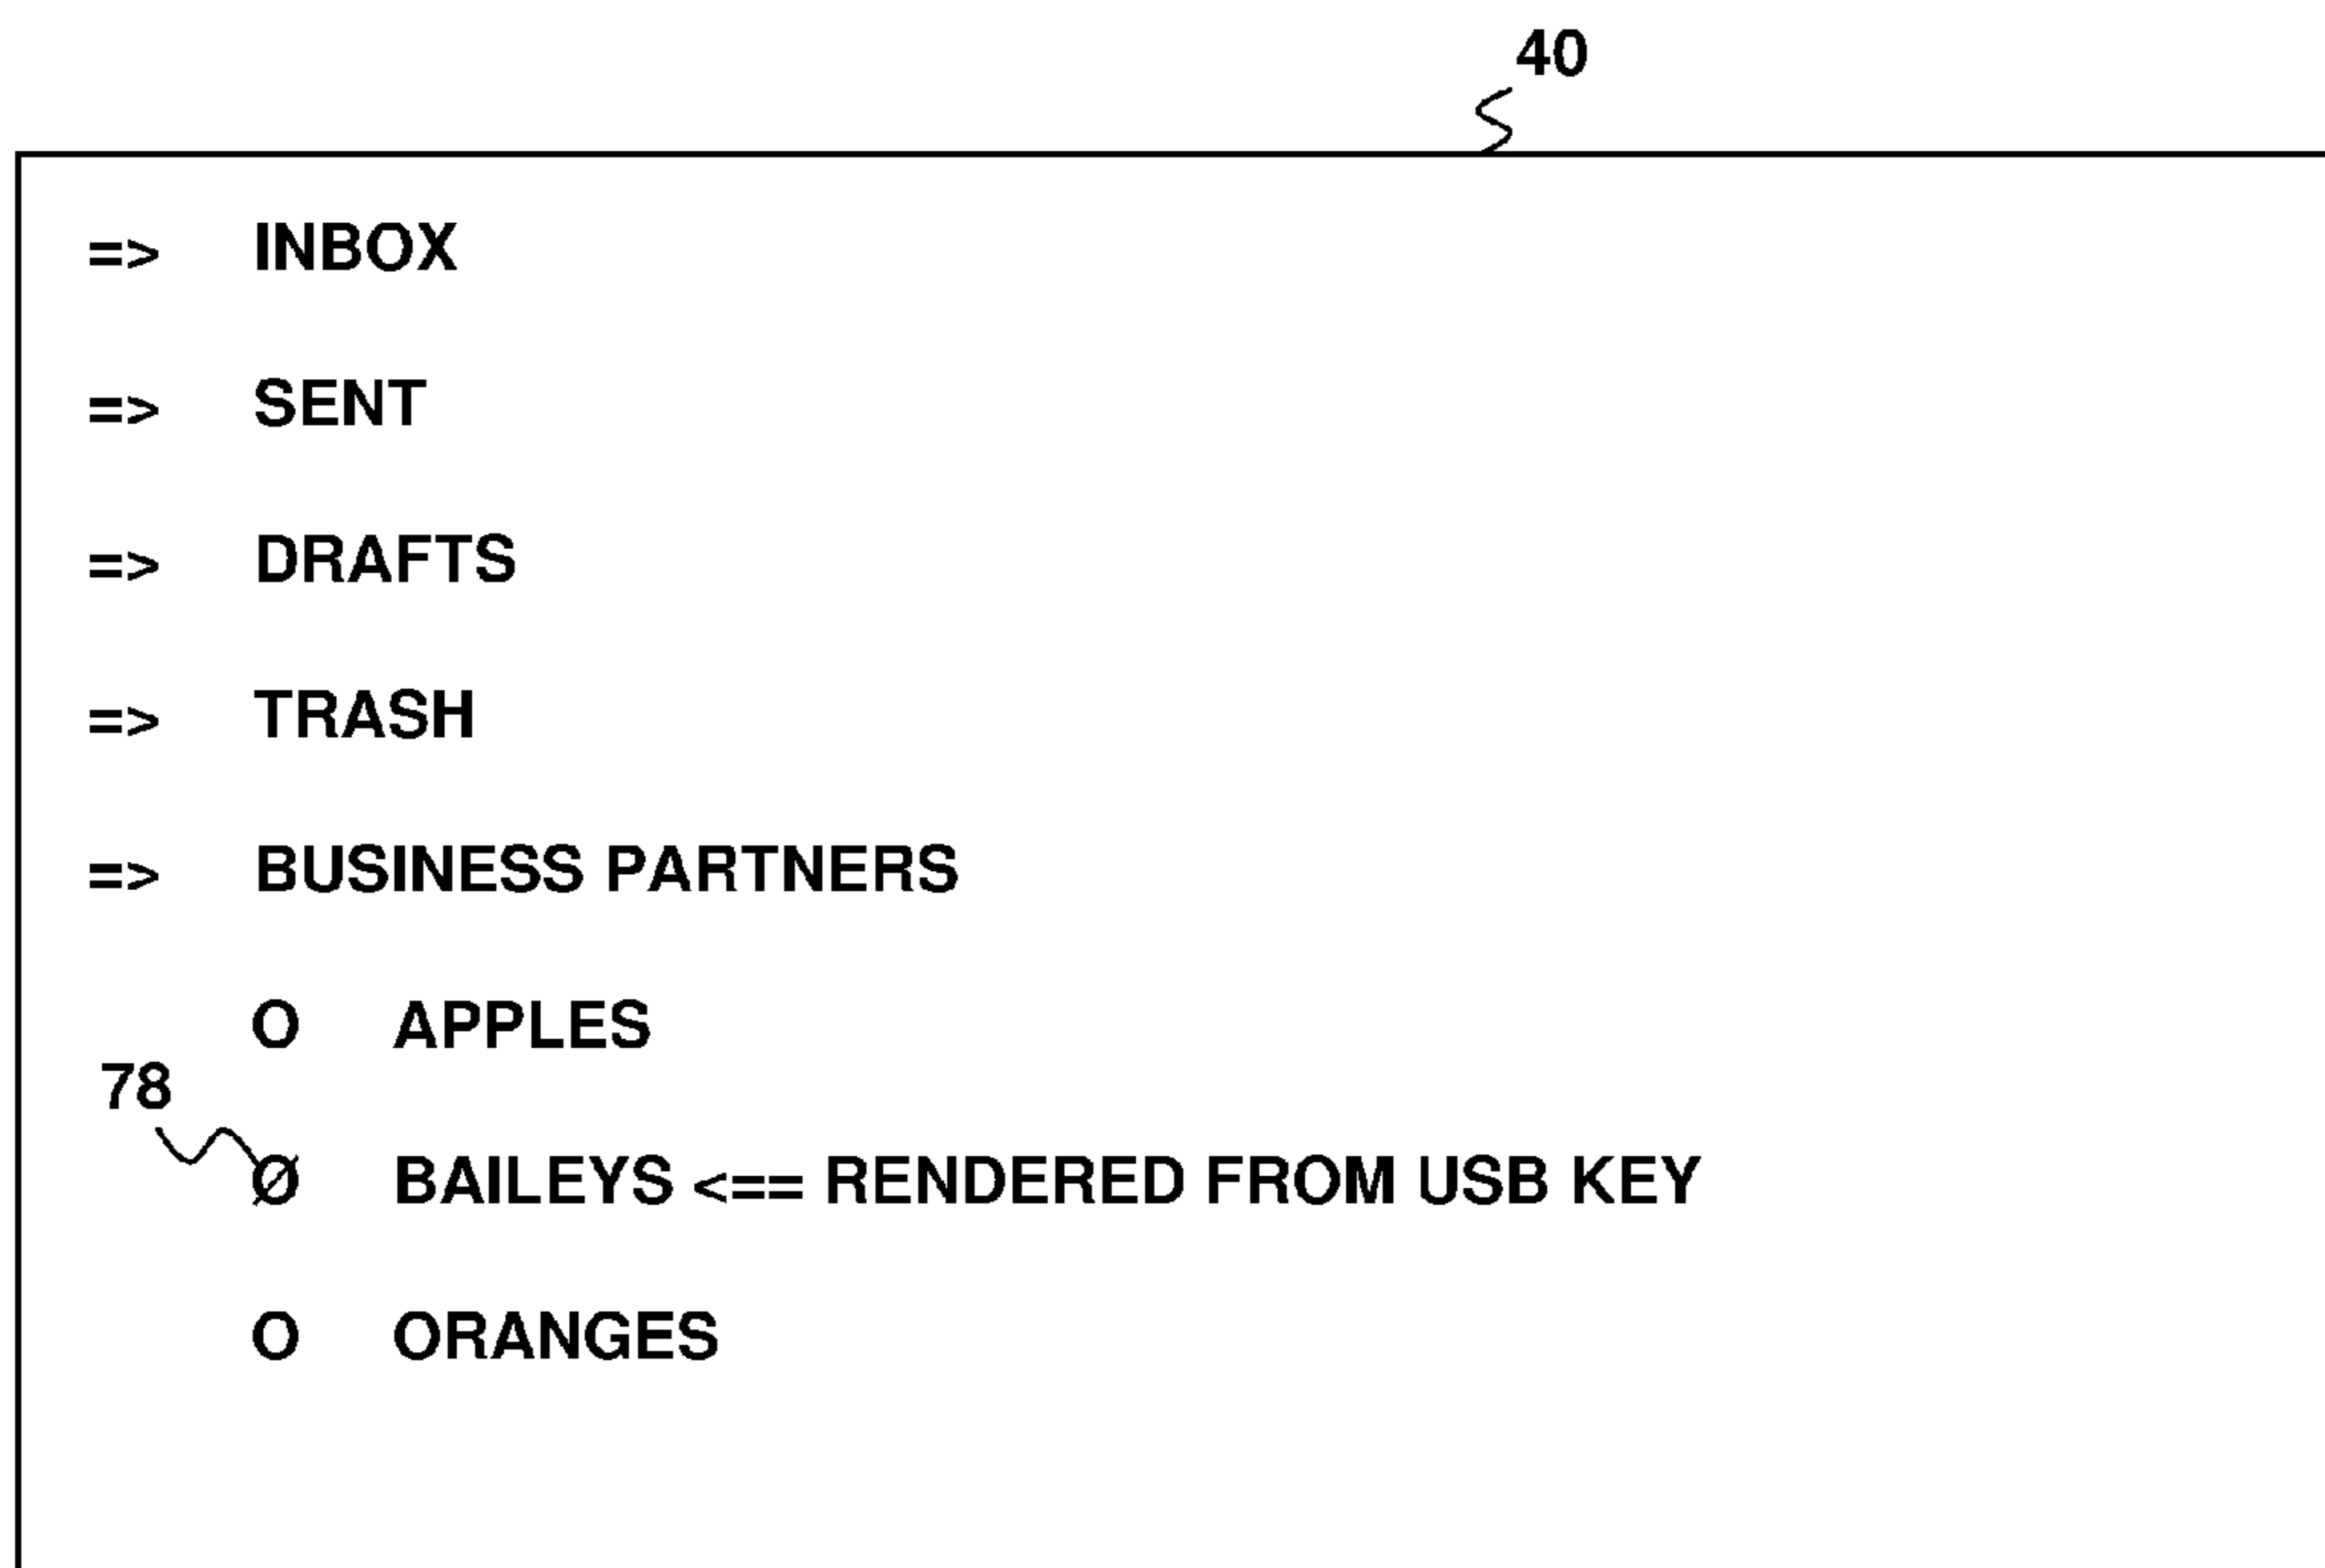 40
=> INBOX
=> SENT
=> DRAFTS
=> TRASH
=> BUSINESS PARTNERS
O APPLES
78
Ø BAILEYS <== RENDERED FROM USB KEY
O ORANGES